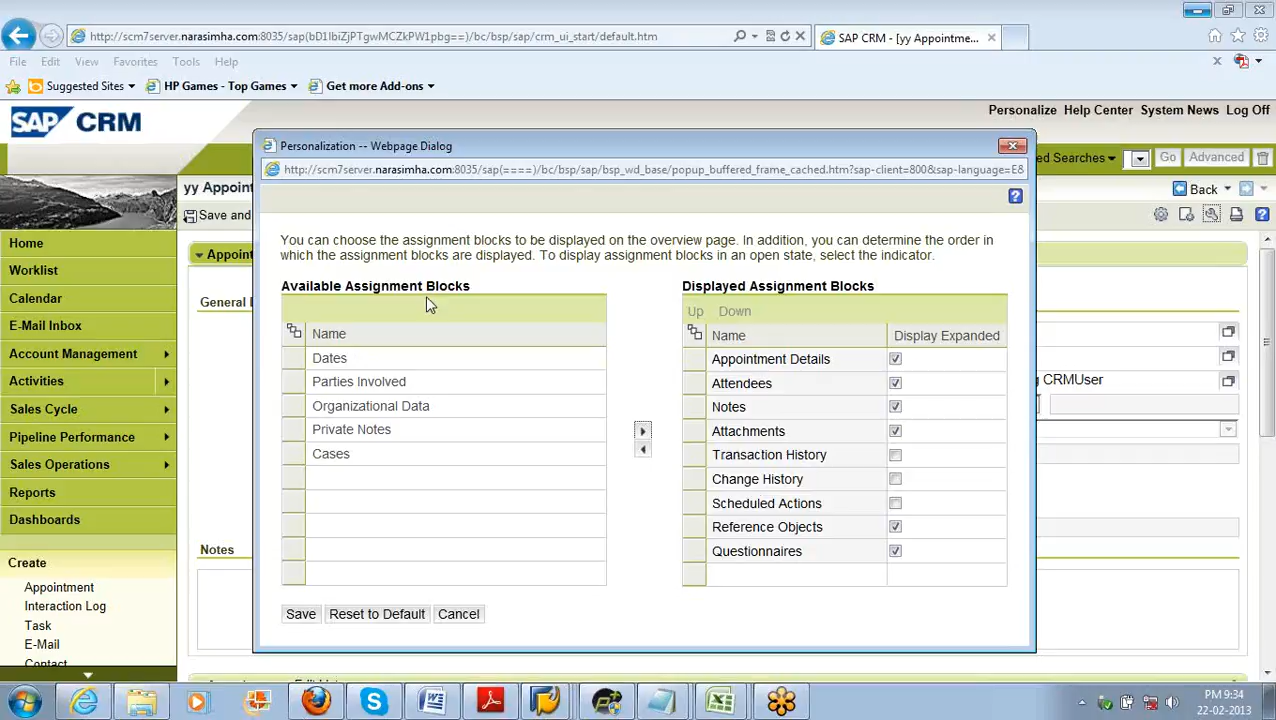 http://scm7server.narasimha.com:8035/sap(bD1lbiZjPTgwMCZkPW1pbg==)/bc/bsp/sap/crm_ui_start/default.htm
SAP CRM - [yy Appointme...
File Edit View Favorites Tools Help
Suggested Sites HP Games - Top Games Get more Add-ons
Personalize Help Center System News Log Off
SAP CRM
Personalization -- Webpage Dialog
ed Searches Go Advanced
http://scm7server.narasimha.com:8035/sap(====)/bc/bsp/sap/bsp_wd_base/popup_buffered_frame_cached.htm?sap-client=800&sap-language=E8
yy Appoint
Back
Save and
Home
Worklist
Calendar
E-Mail Inbox
Account Management
Activities
Sales Cycle
Pipeline Performance
Sales Operations
Reports
Dashboards
Create
Appointment
Interaction Log
Task
E-Mail
Contact
Appoint
General
Notes
You can choose the assignment blocks to be displayed on the overview page. In addition, you can determine the order in
which the assignment blocks are displayed. To display assignment blocks in an open state, select the indicator.
Available Assignment Blocks
Name
Dates
Parties Involved
Organizational Data
Private Notes
Cases
Displayed Assignment Blocks
Up Down
Name Display Expanded
Appointment Details
Attendees
Notes
Attachments
Transaction History
Change History
Scheduled Actions
Reference Objects
Questionnaires
Save Reset to Default Cancel
CRMUser
PM 9:34
22-02-2013